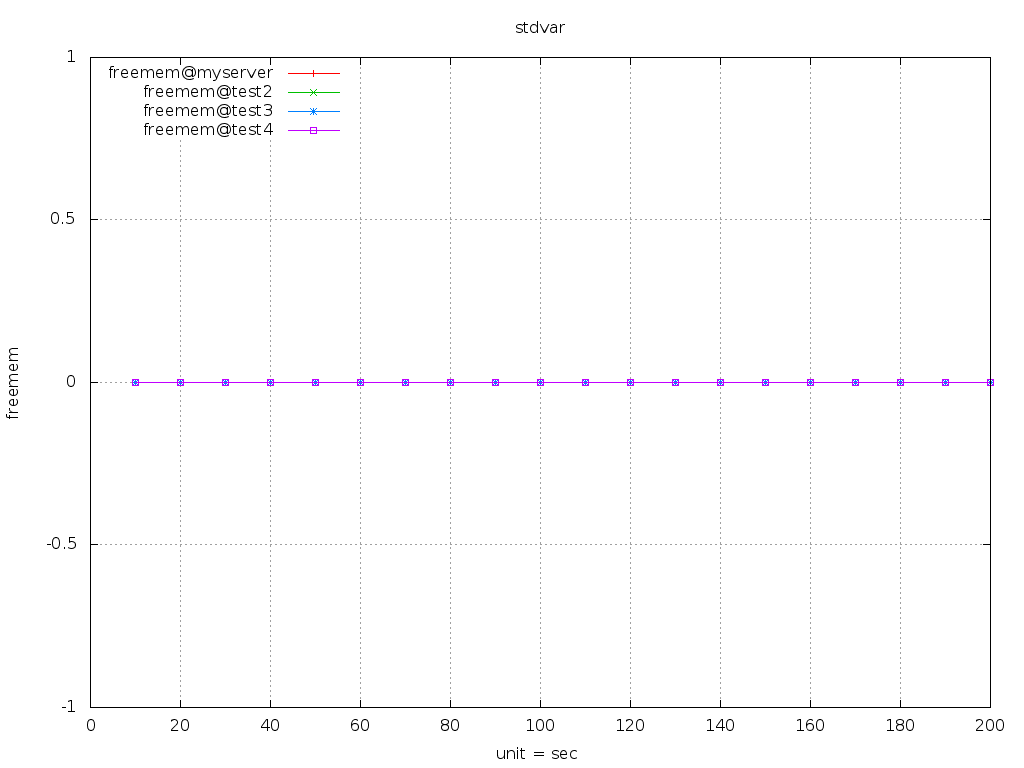 stdvar
1
freemem@myserver
freemem@test2
freemem@test3
freemem@test4
0.5
0
-0.5
-1
freemem
0 20 40 60 80 100 120 140 160 180 200
unit = sec